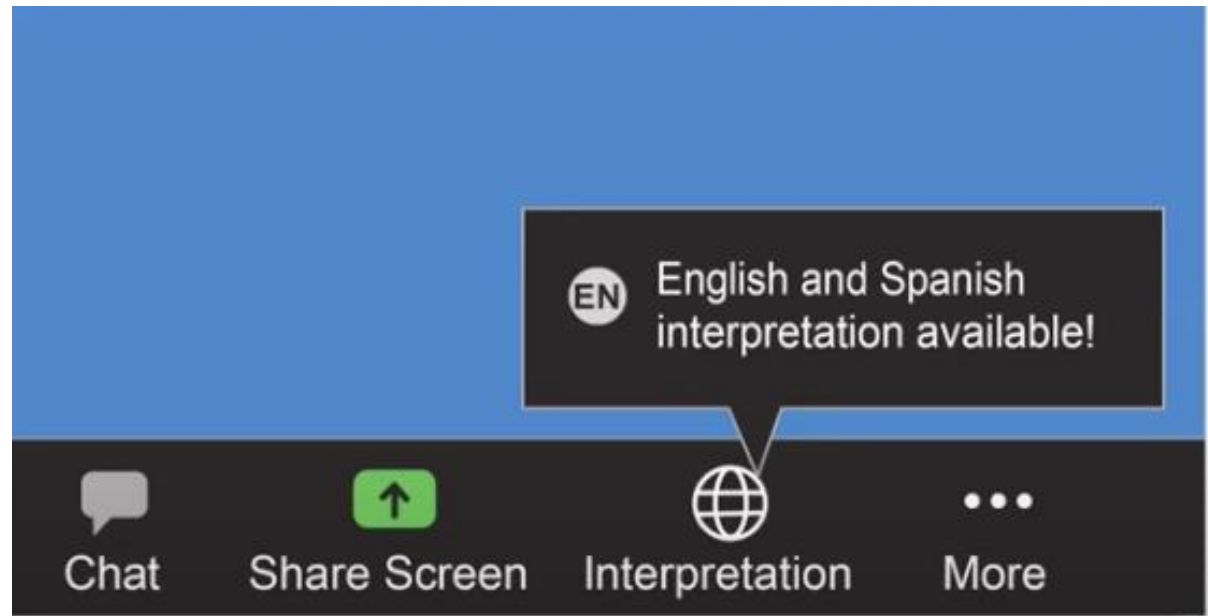 EN
English and Spanish
interpretation available!
Chat
Share Screen
Interpretation
More